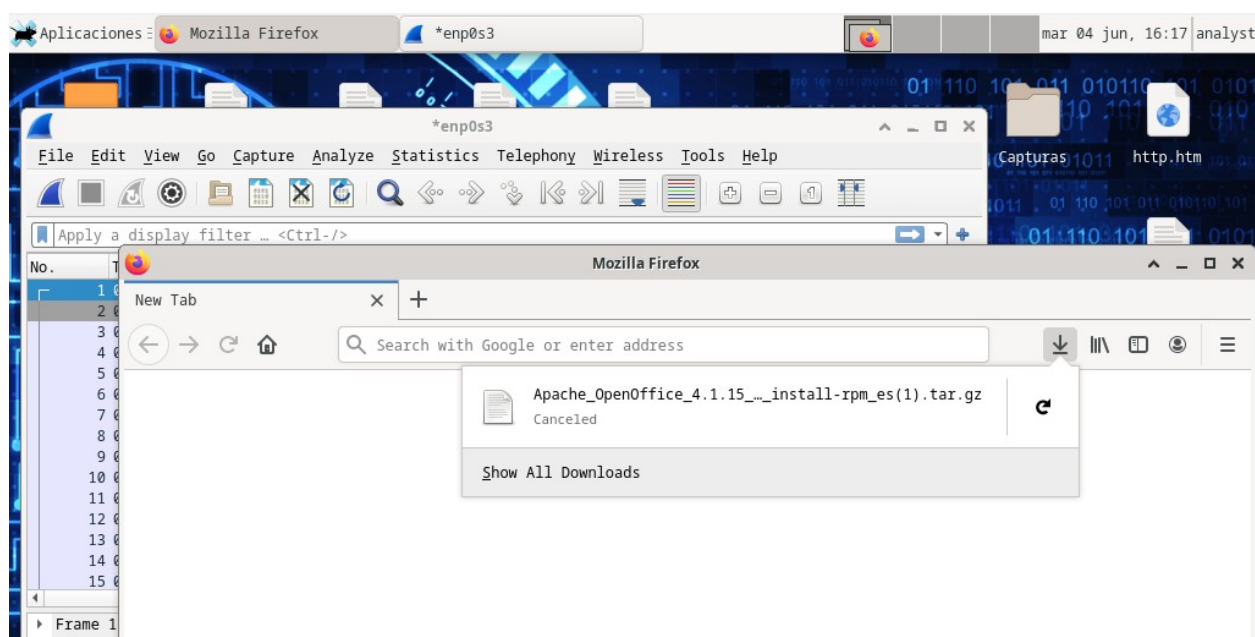 Aplicaciones
Mozilla Firefox
*enp0s3
mar 04 jun, 16:17
analyst
*enp0s3
File Edit View Go Capture Analyze Statistics Telephony Wireless Tools Help
Capturas
http.htm
Apply a display filter … <Ctrl-/>
No.
Mozilla Firefox
1
New Tab
2
3
Search with Google or enter address
4
5
6
Apache_OpenOffice_4.1.15_…_install-rpm_es(1).tar.gz
7
Canceled
8
9
Show All Downloads
10
11
12
13
14
15
Frame 1